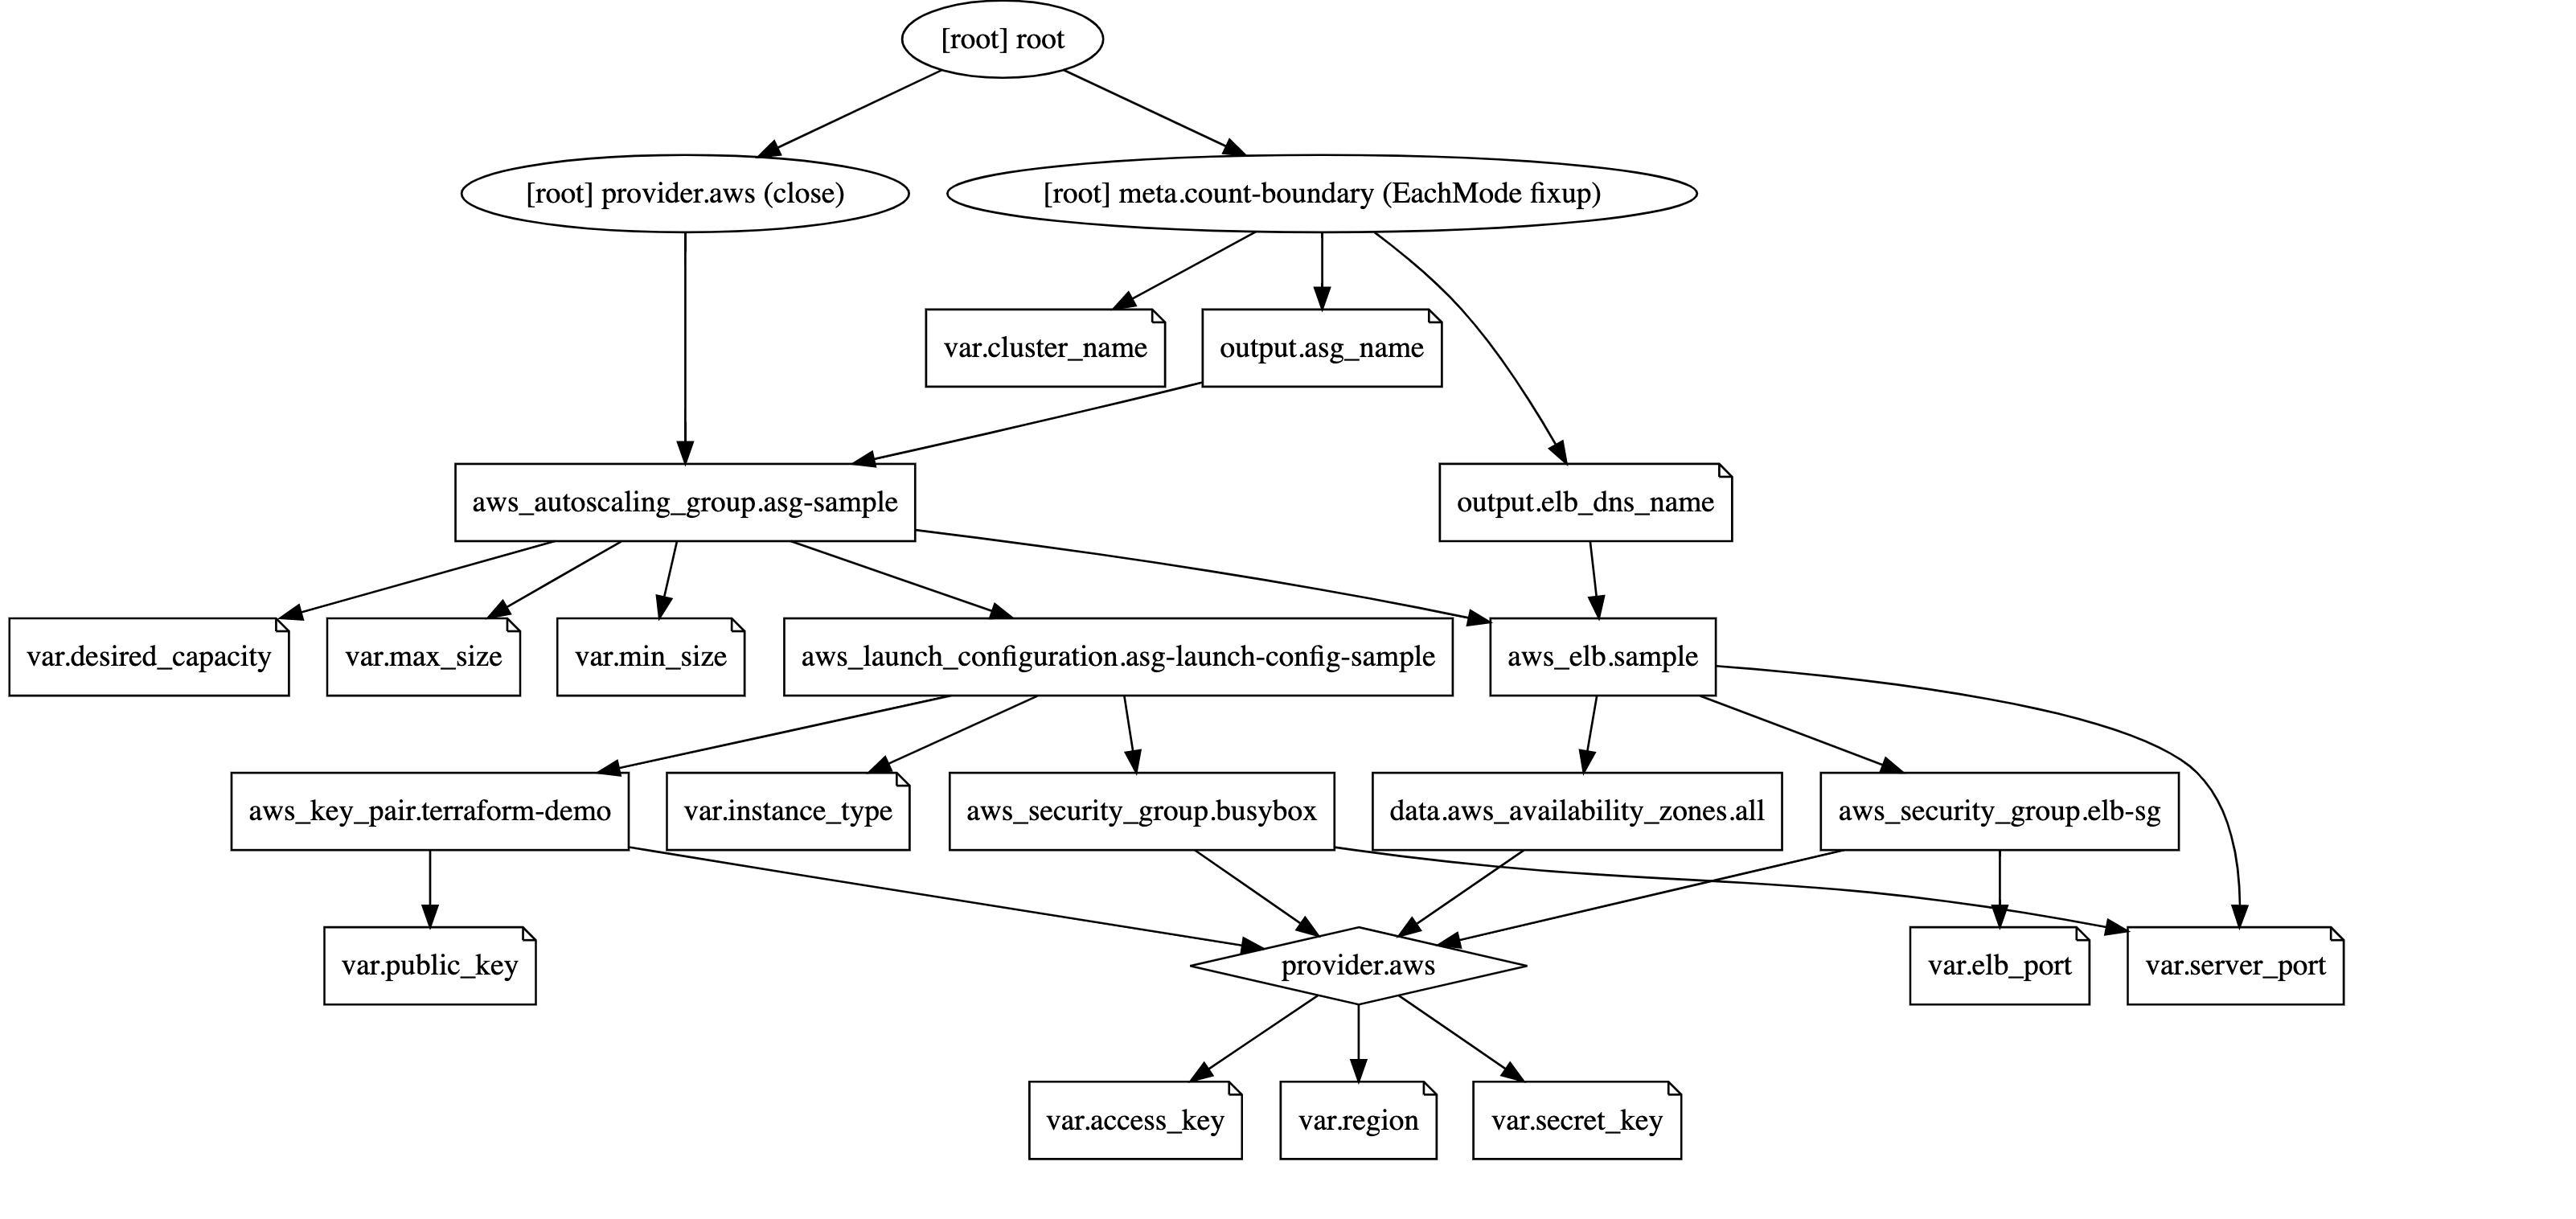 [root] root
[root] provider.aws (close)
[root] meta.count-boundary (EachMode fixup)
var.cluster_name
output.asg_name
aws_autoscaling_group.asg-sample
output.elb_dns_name
var.desired_capacity
var.max_size
var.min_size
aws_launch_configuration.asg-launch-config-sample
aws_elb.sample
aws_key_pair.terraform-demo
var.instance_type
aws_security_group.busybox
data.aws_availability_zones.all
aws_security_group.elb-sg
var.public_key
provider.aws
var.elb_port
var.server_port
var.access_key
var.region
var.secret_key